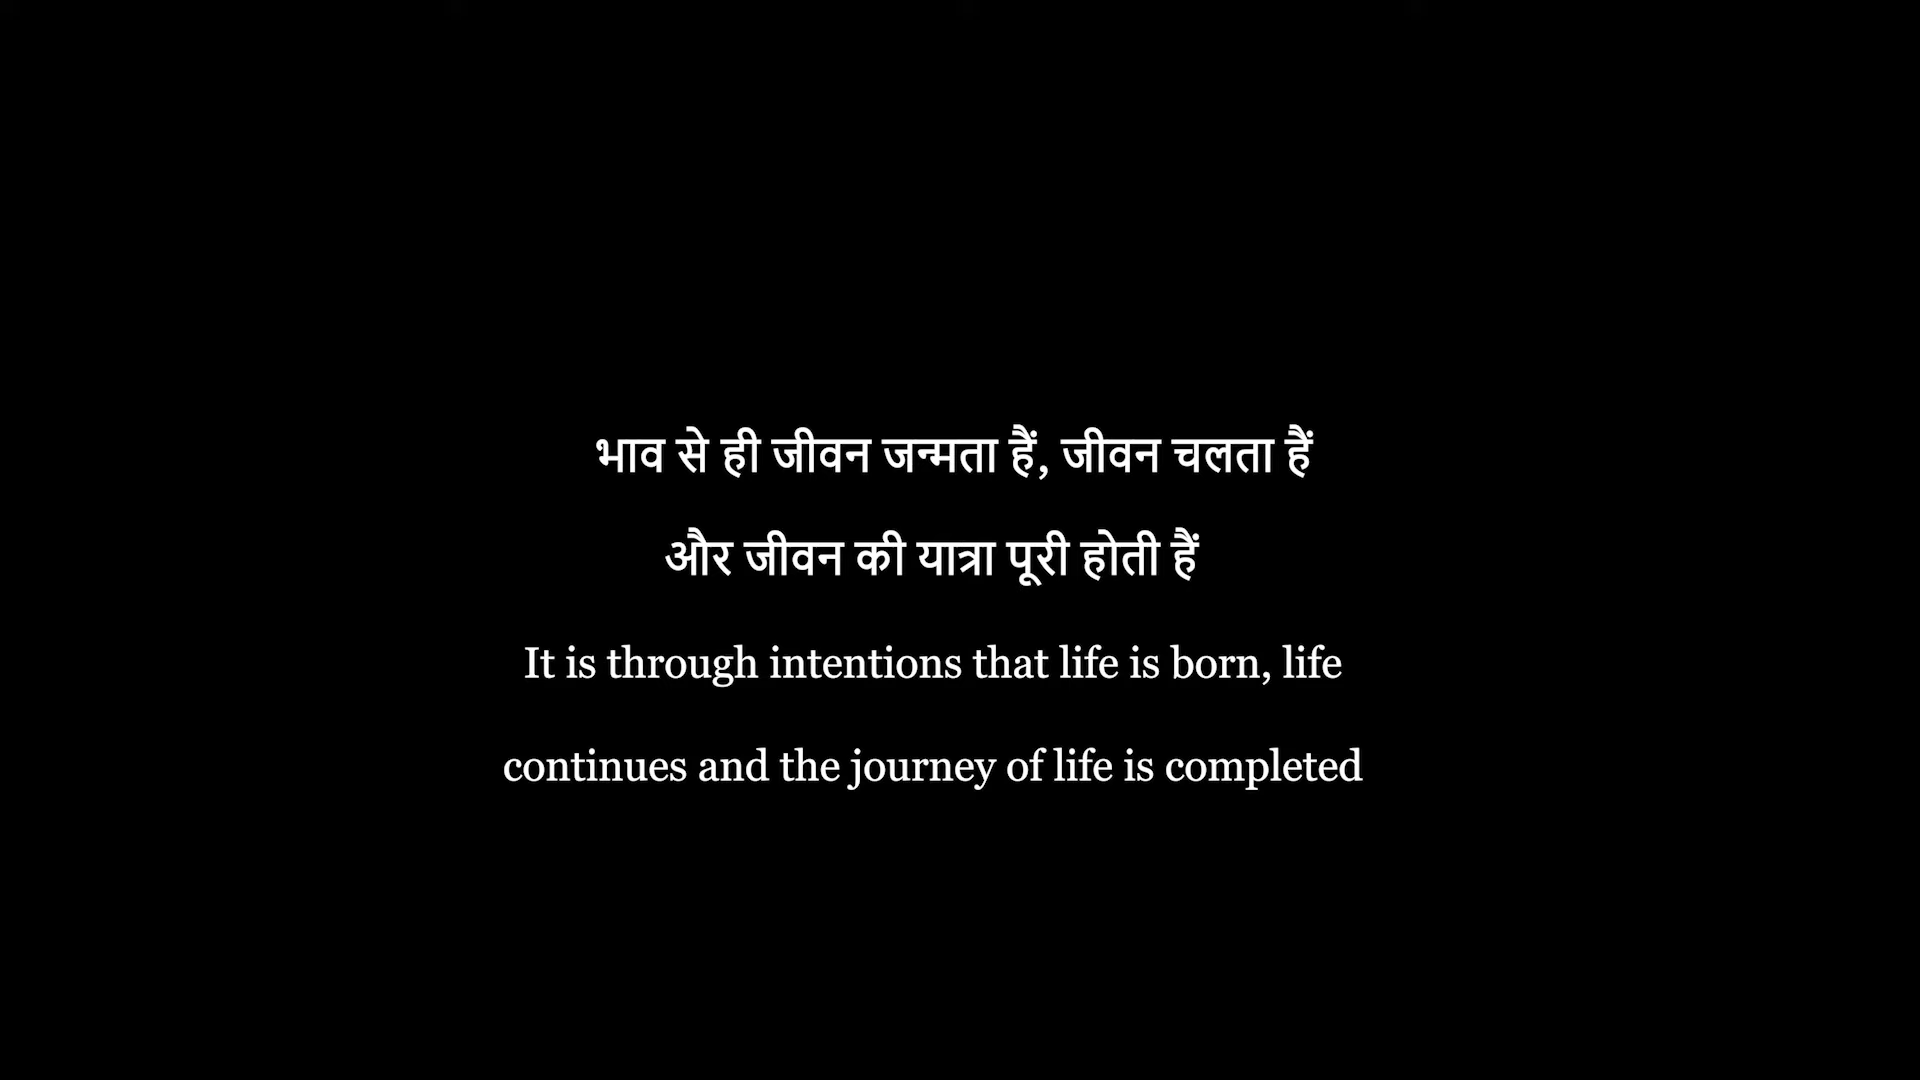 भाव से ही जीवन जन्मता हैं, जीवन चलता हैं
और जीवन की यात्रा पूरी होती हैं
It is through intentions that life is born, life
continues and the journey of life is completed